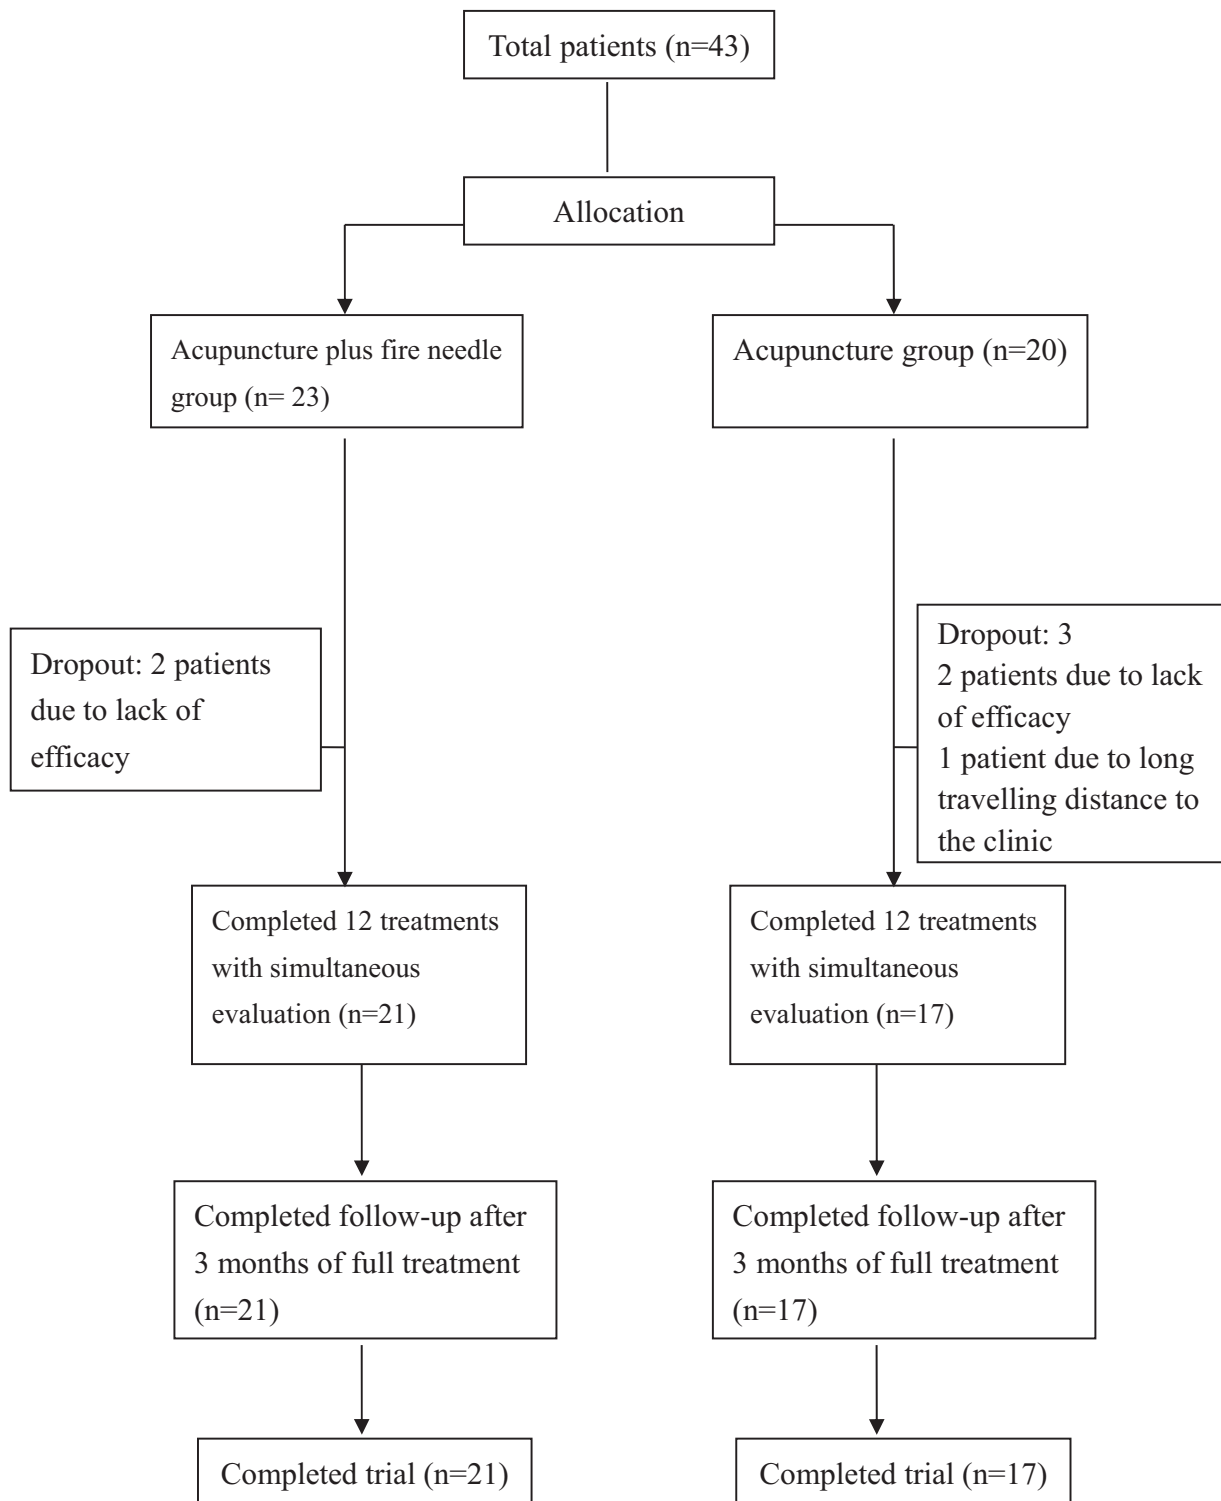 Total patients (n=43)
Allocation
Acupuncture plus fire needle
group (n= 23)
Acupuncture group (n=20)
Dropout: 2 patients
due to lack of
efficacy
Dropout: 3
2 patients due to lack
of efficacy
1 patient due to long
travelling distance to
the clinic
Completed 12 treatments
with simultaneous
evaluation (n=21)
Completed 12 treatments
with simultaneous
evaluation (n=17)
Completed follow-up after
3 months of full treatment
(n=21)
Completed follow-up after
3 months of full treatment
(n=17)
Completed trial (n=21)
Completed trial (n=17)